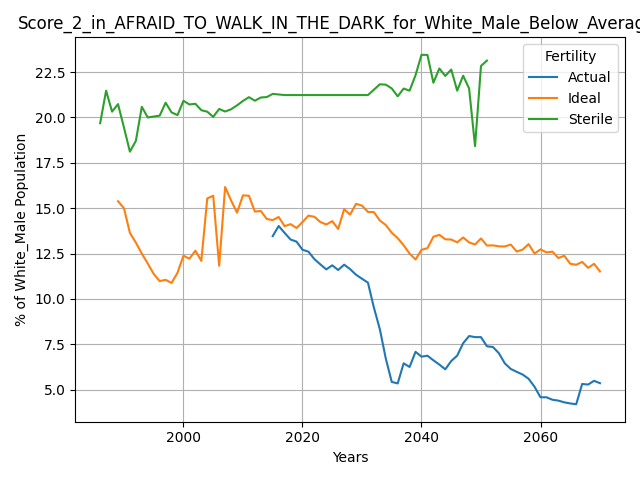 Score_2_in_AFRAID_TO_WALK_IN_THE_DARK_for_White_Male_Below_Averag
Fertility
Actual
Ideal
Sterile
% of White_Male Population
22.5
20.0
17.5
15.0
12.5
10.0
7.5
5.0
2000
2020
2040
2060
Years